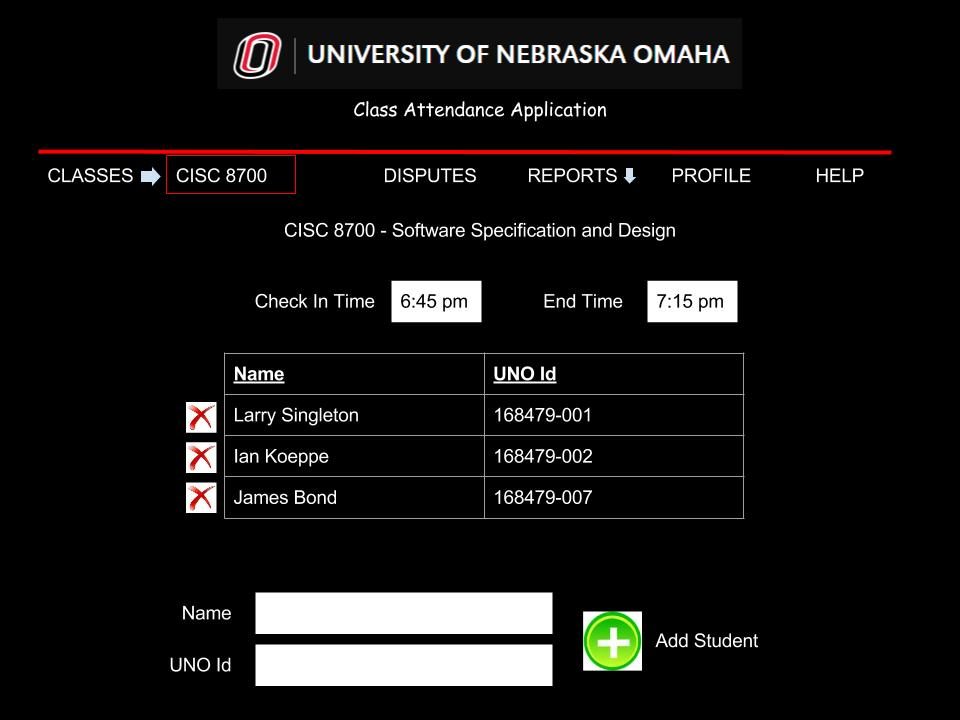 UNIVERSITY OF NEBRASKA OMAHA
Class Attendance Application
CLASSES CISC 8700 DISPUTES REPORTS PROFILE HELP
CISC 8700 - Software Specification and Design
Check In Time 6:45 pm End Time 7:15 pm
Name UNO Id
Larry Singleton 168479-001
Ian Koeppe 168479-002
James Bond 168479-007
Name
Add Student
UNO Id